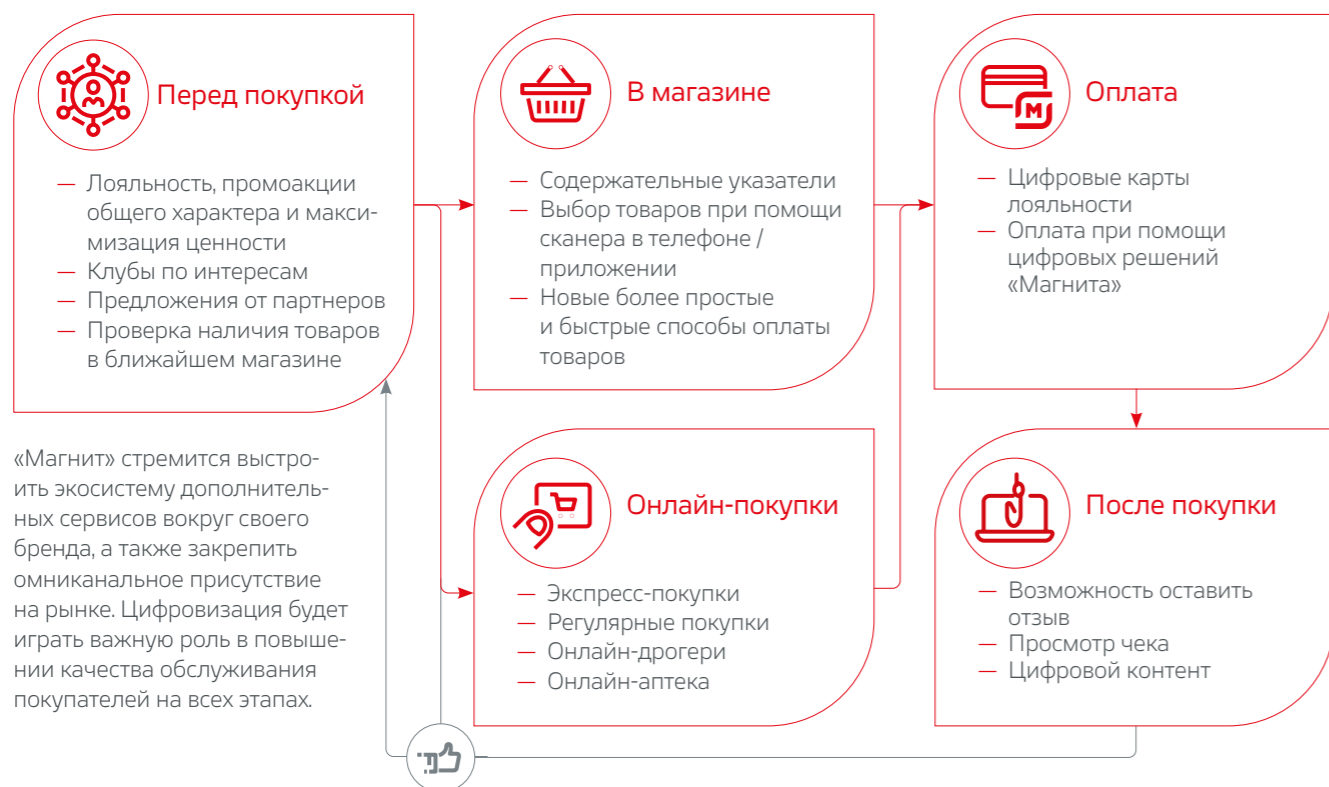 Перед покупкой
— Лояльность, промоакции
общего характера и макси-
мизация ценности
— Клубы по интересам
— Предложения от партнеров
— Проверка наличия товаров
в ближайшем магазине
В магазине
— Содержательные указатели
— Выбор товаров при помощи
сканера в телефоне /
приложении
— Новые более простые
и быстрые способы оплаты
товаров
М
Оплата
— Цифровые карты
лояльности
— Оплата при помощи
цифровых решений
«Магнита»
«Магнит» стремится выстро-
ить экосистему дополнитель-
ных сервисов вокруг своего
бренда, а также закрепить
омниканальное присутствие
на рынке. Цифровизация будет
играть важную роль в повыше-
нии качества обслуживания
покупателей на всех этапах.
Онлайн-покупки
— Экспресс-покупки
— Регулярные покупки
— Онлайн-дрогери
— Онлайн-аптека
После покупки
— Возможность оставить
отзыв
— Просмотр чека
— Цифровой контент